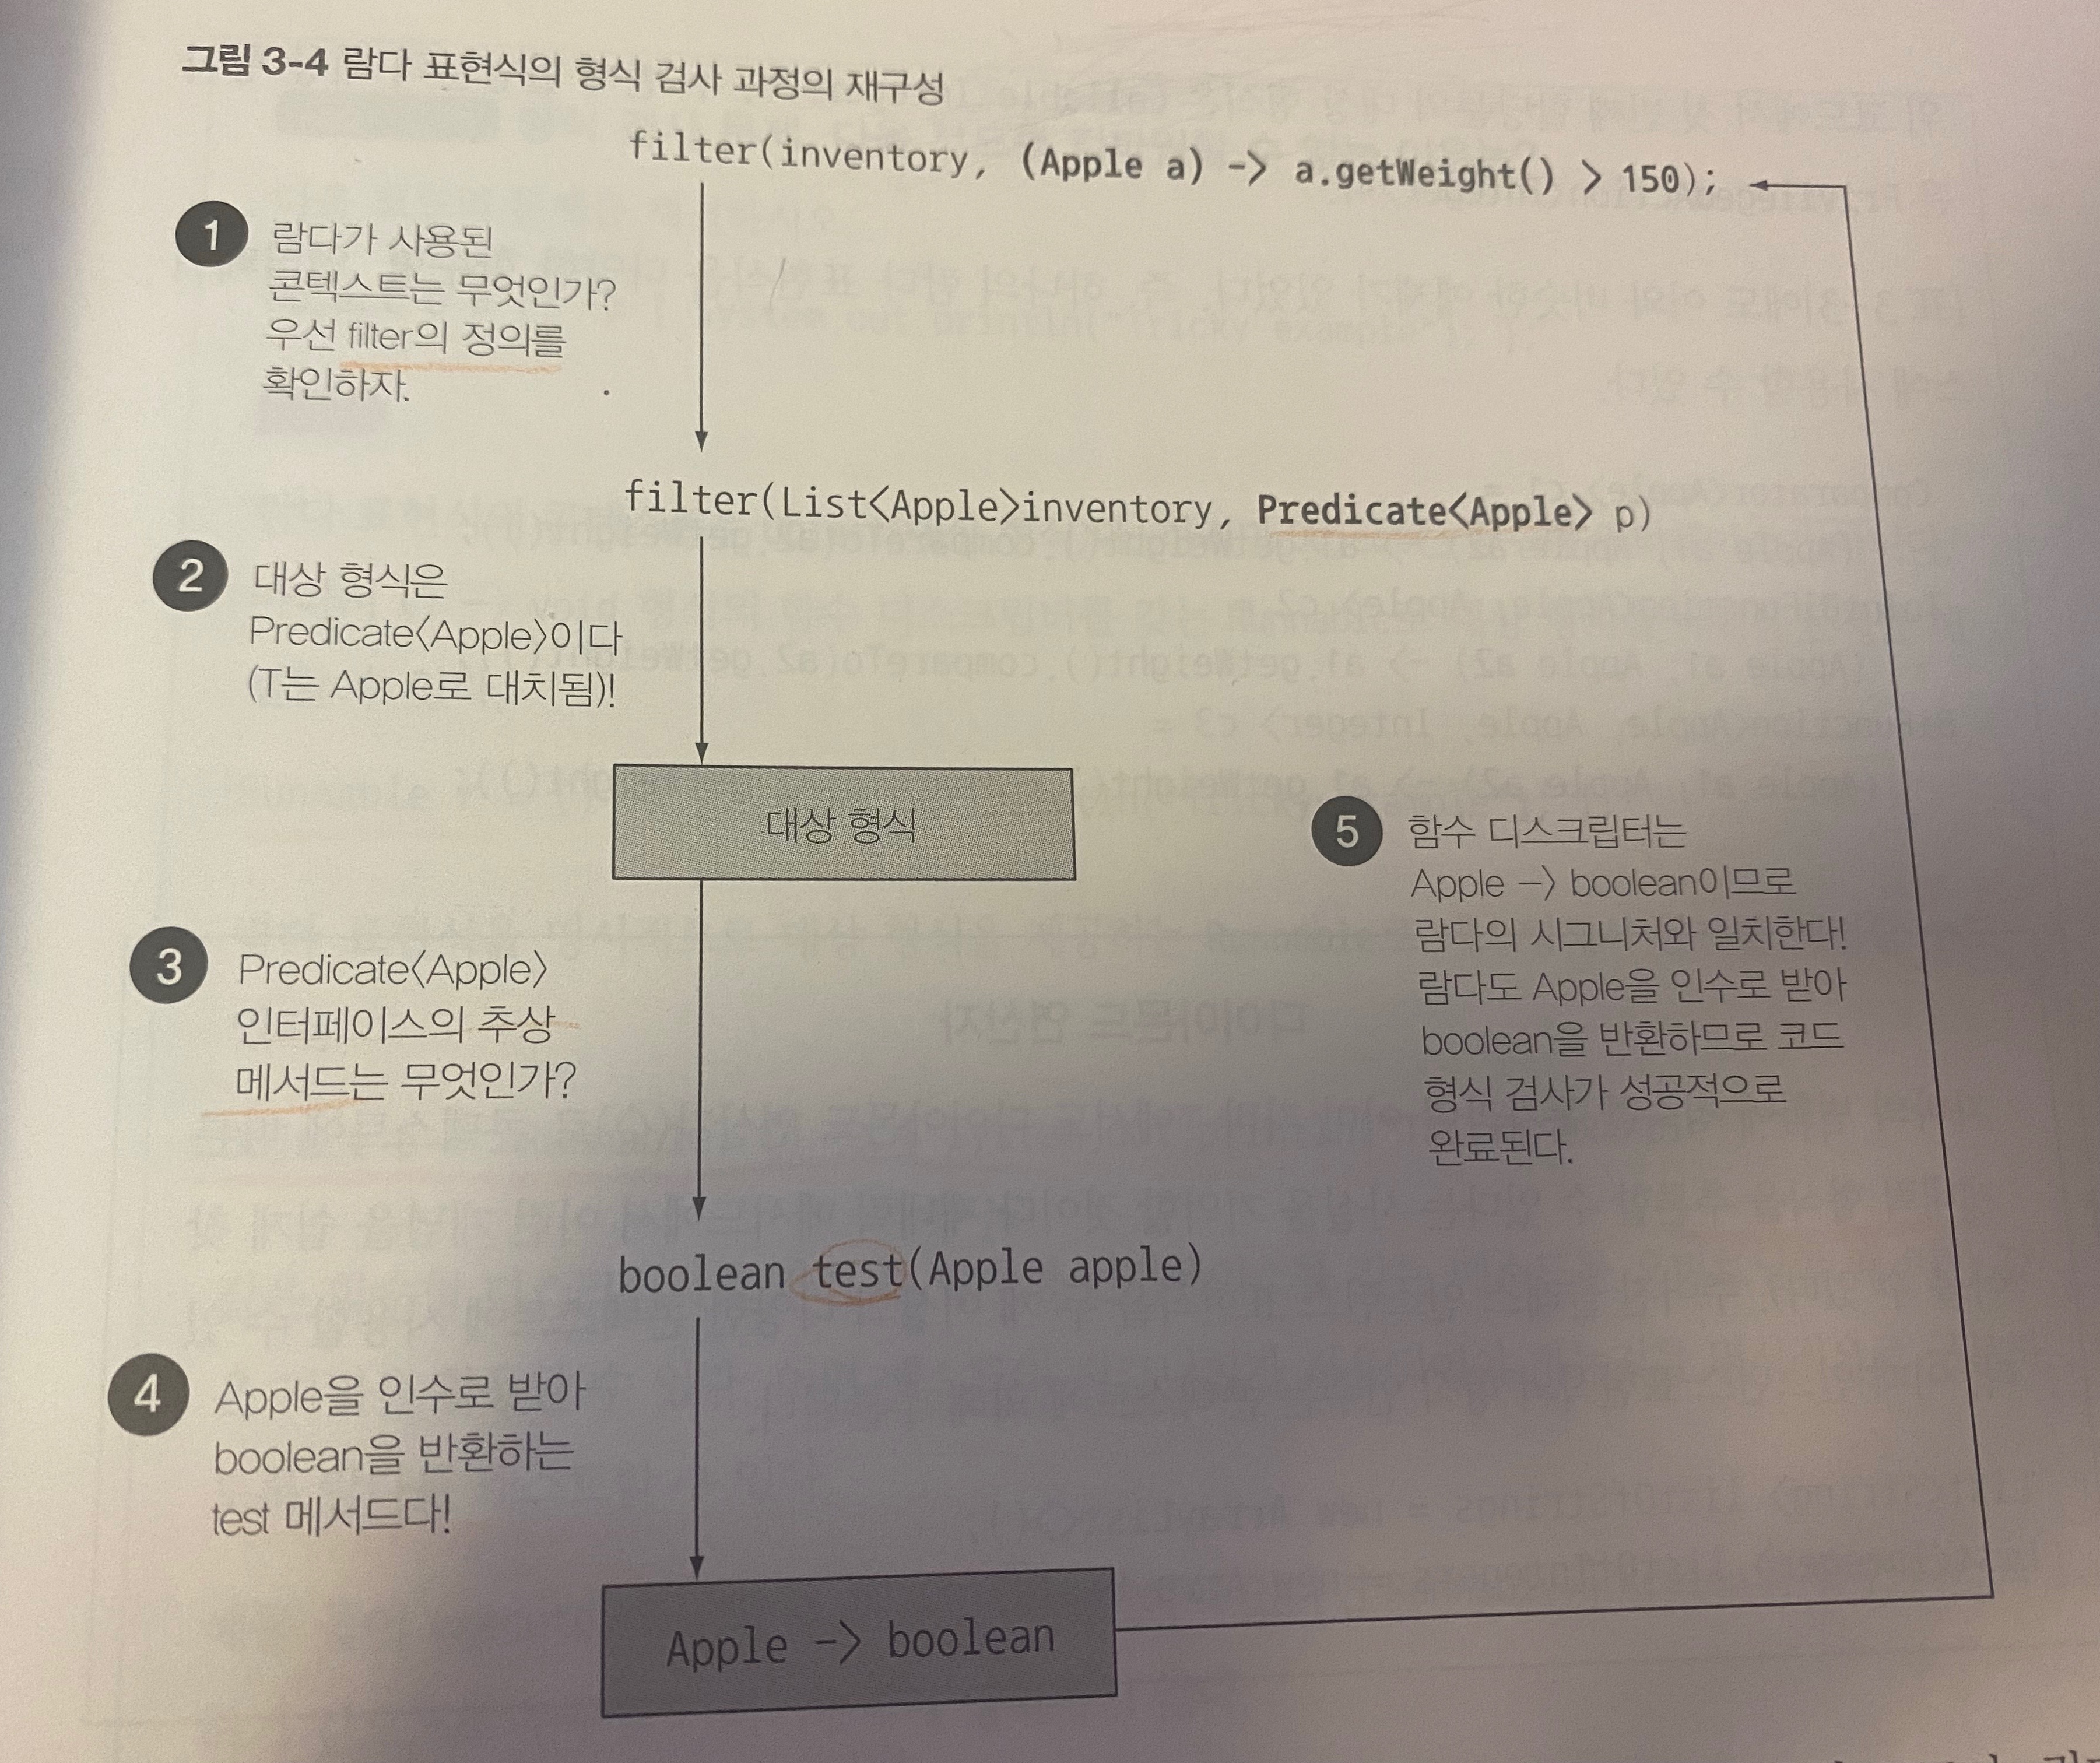 그림 3-4 람다 표현식의 형식 검사 과정의 재구성
filter(inventory, (Apple a) -> a.getWeight() > 150);
1 람다가 사용된
콘텍스트는 무엇인가?
우선 filter의 정의를
확인하자.
filter(List<Apple>inventory, Predicate<Apple> p)
2 대상 형식은
Predicate<Apple>이다
(T는 Apple로 대치됨)!
대상 형식
3 Predicate<Apple>
인터페이스의 추상
메서드는 무엇인가?
boolean test(Apple apple)
4 Apple을 인수로 받아
boolean을 반환하는
test 메서드다!
Apple -> boolean
5 함수 디스크립터는
Apple -> boolean이므로
람다의 시그니처와 일치한다!
람다도 Apple을 인수로 받아
boolean을 반환하므로 코드
형식 검사가 성공적으로
완료된다.